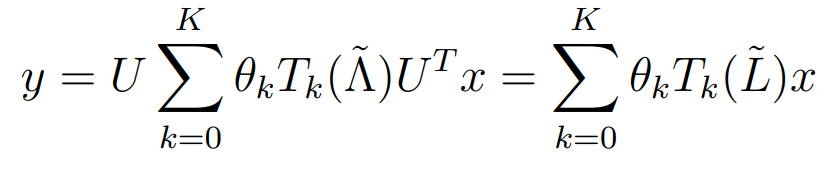 $y = U \sum_{k=0}^{K} \theta_k T_k(\tilde{\Lambda}) U^T x = \sum_{k=0}^{K} \theta_k T_k(\tilde{L}) x$